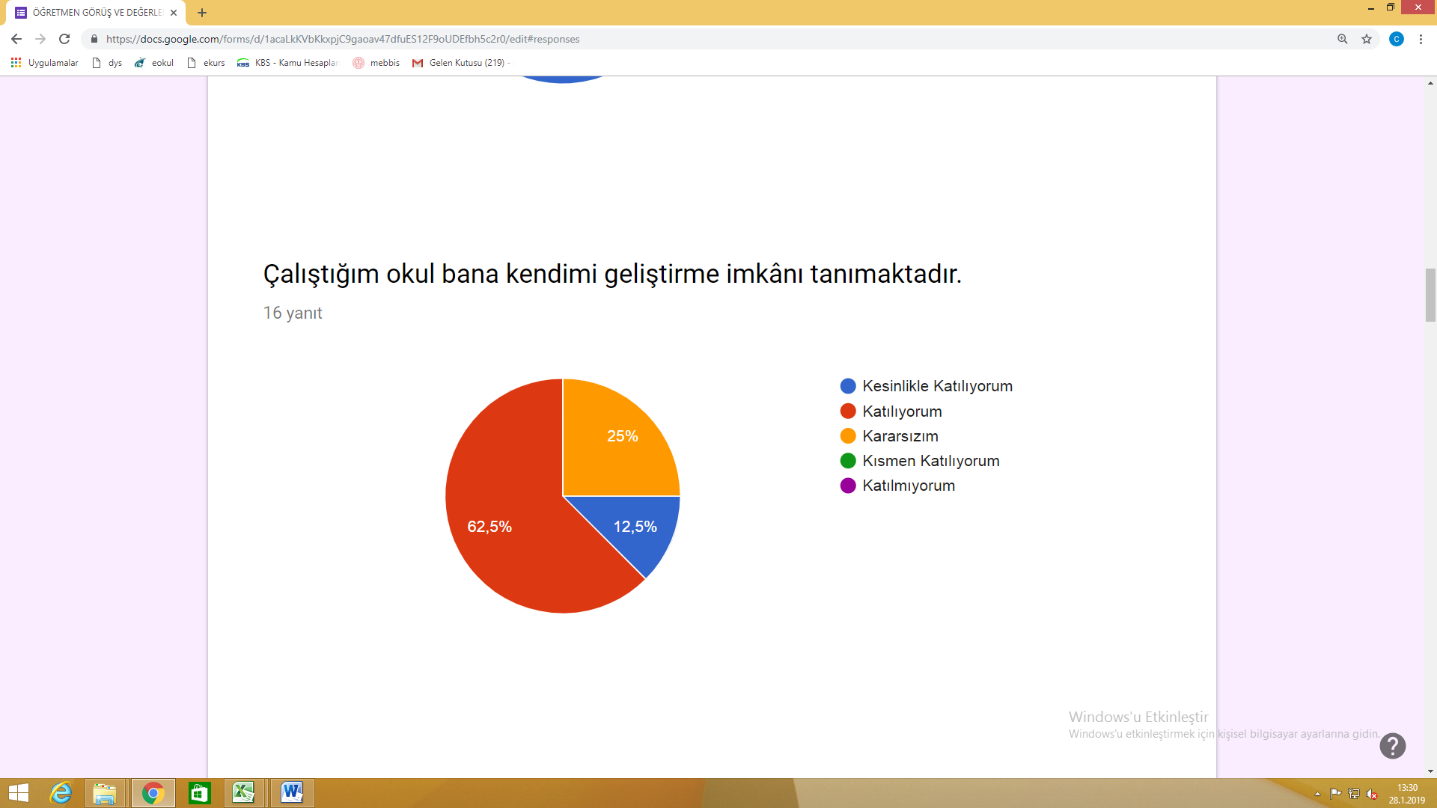 ÖĞRETMEN GÖRÜŞ VE DEĞERLE
https://docs.google.com/forms/d/1acaLkKVbKkxpjC9gaoav47dfuES12F9oUDEfbh5c2r0/edit#responses
C
Uygulamalar dys eokul ekurs KBS - Kamu Hesapları mebbis Gelen Kutusu (219) -
Çalıştığım okul bana kendimi geliştirme imkânı tanımaktadır.
16 yanıt
Kesinlikle Katılıyorum
Katılıyorum
Kararsızım
Kısmen Katılıyorum
Katılmıyorum
25%
62,5%
12,5%
Windows'u Etkinleştir
Windows'u etkinleştirmek için kişisel bilgisayar ayarlarına gidin.
13:30
28.1.2019